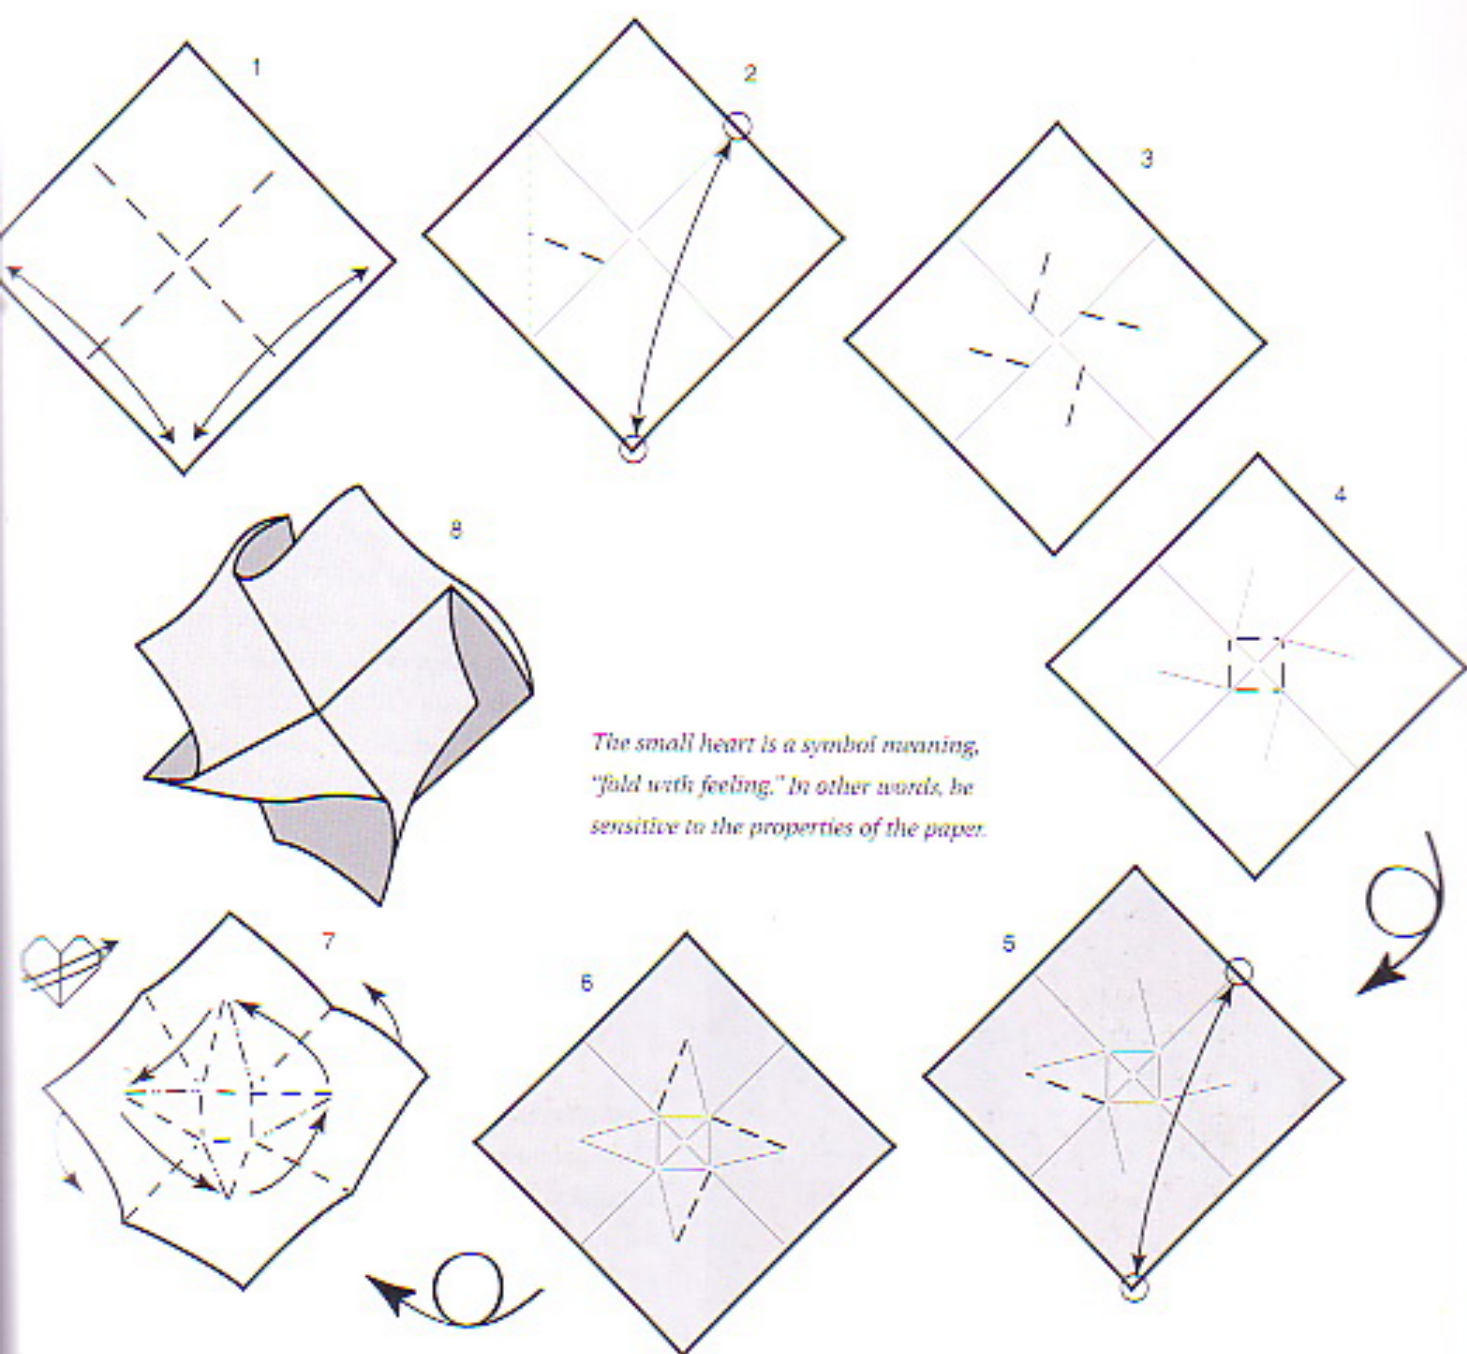 1
2
3
4
8
The small heart is a symbol meaning,
"fold with feeling." In other words, be
sensitive to the properties of the paper.
7
6
5